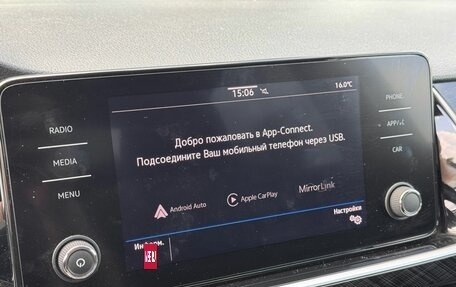 15:06
16.0°C
RADIO
MEDIA
MENU
PHONE
APP/
CAR
Добро пожаловать в App-Connect.
Подсоедините Ваш мобильный телефон через USB.
Android Auto
Apple CarPlay
MirrorLink
Настройки